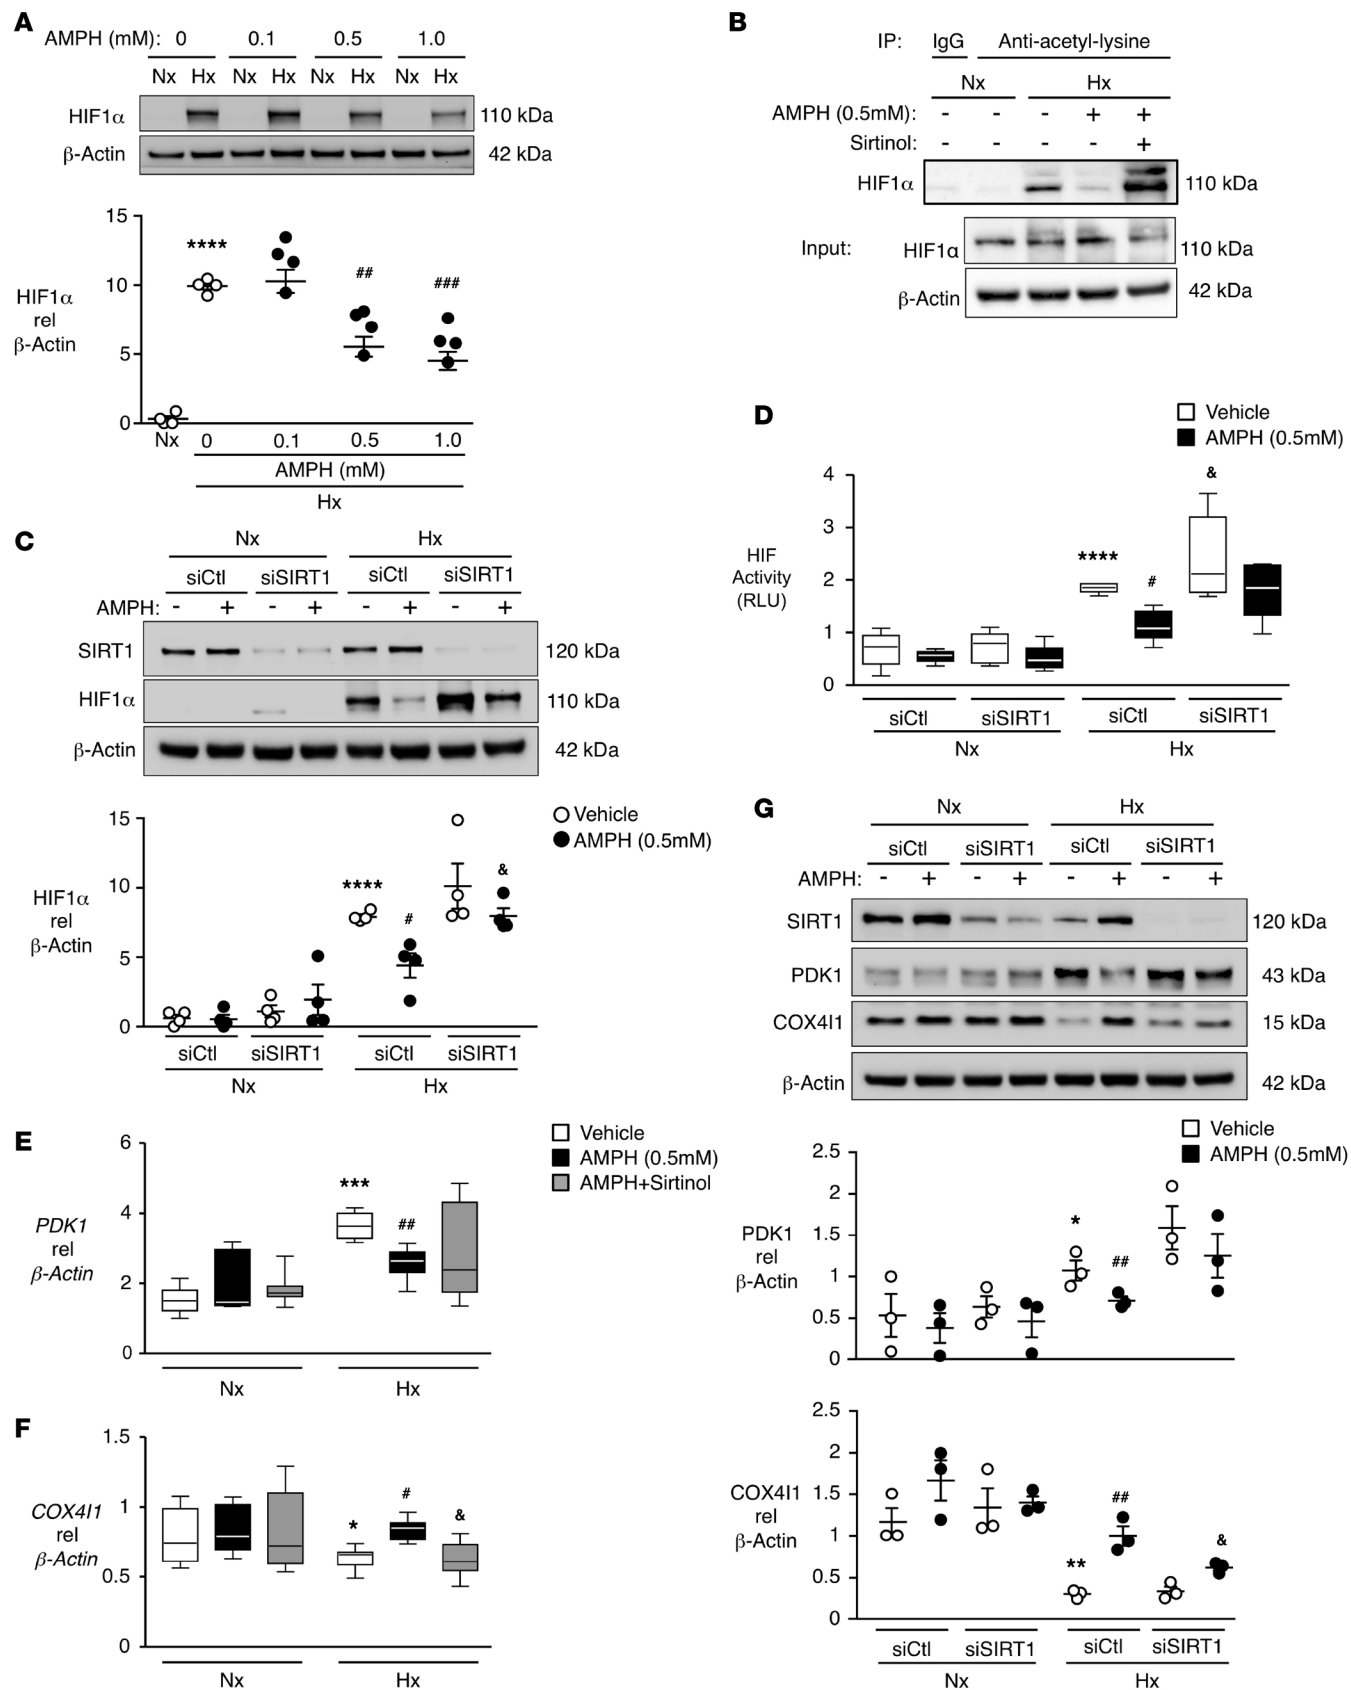 A
AMPH (mM): 0 0.1 0.5 1.0
Nx Hx Nx Hx Nx Hx Nx Hx
HIF1α 110 kDa
β-Actin 42 kDa
15
10
5
0
HIF1α
rel
β-Actin
****
##
###
Nx 0 0.1 0.5 1.0
AMPH (mM)
Hx
B
IP: IgG Anti-acetyl-lysine
Nx Hx
AMPH (0.5mM): - - - + +
Sirtinol: - - - - +
HIF1α 110 kDa
Input: HIF1α 110 kDa
β-Actin 42 kDa
C
Nx Hx
siCtl siSIRT1 siCtl siSIRT1
AMPH: - + - + - + - +
SIRT1 120 kDa
HIF1α 110 kDa
β-Actin 42 kDa
Vehicle
AMPH (0.5mM)
15
10
5
0
HIF1α
rel
β-Actin
****
#
&
siCtl siSIRT1 siCtl siSIRT1
Nx Hx
D
Vehicle
AMPH (0.5mM)
4
3
2
1
0
HIF
Activity
(RLU)
****
#
&
siCtl siSIRT1 siCtl siSIRT1
Nx Hx
E
Vehicle
AMPH (0.5mM)
AMPH+Sirtinol
6
4
2
0
PDK1
rel
β-Actin
***
##
Nx Hx
F
1.5
1
0.5
0
COX4I1
rel
β-Actin
*
#
&
Nx Hx
G
Nx Hx
siCtl siSIRT1 siCtl siSIRT1
AMPH: - + - + - + - +
SIRT1 120 kDa
PDK1 43 kDa
COX4I1 15 kDa
β-Actin 42 kDa
Vehicle
AMPH (0.5mM)
2.5
2
1.5
1
0.5
0
PDK1
rel
β-Actin
*
##
2.5
2
1.5
1
0.5
0
COX4I1
rel
β-Actin
**
##
&
siCtl siSIRT1 siCtl siSIRT1
Nx Hx